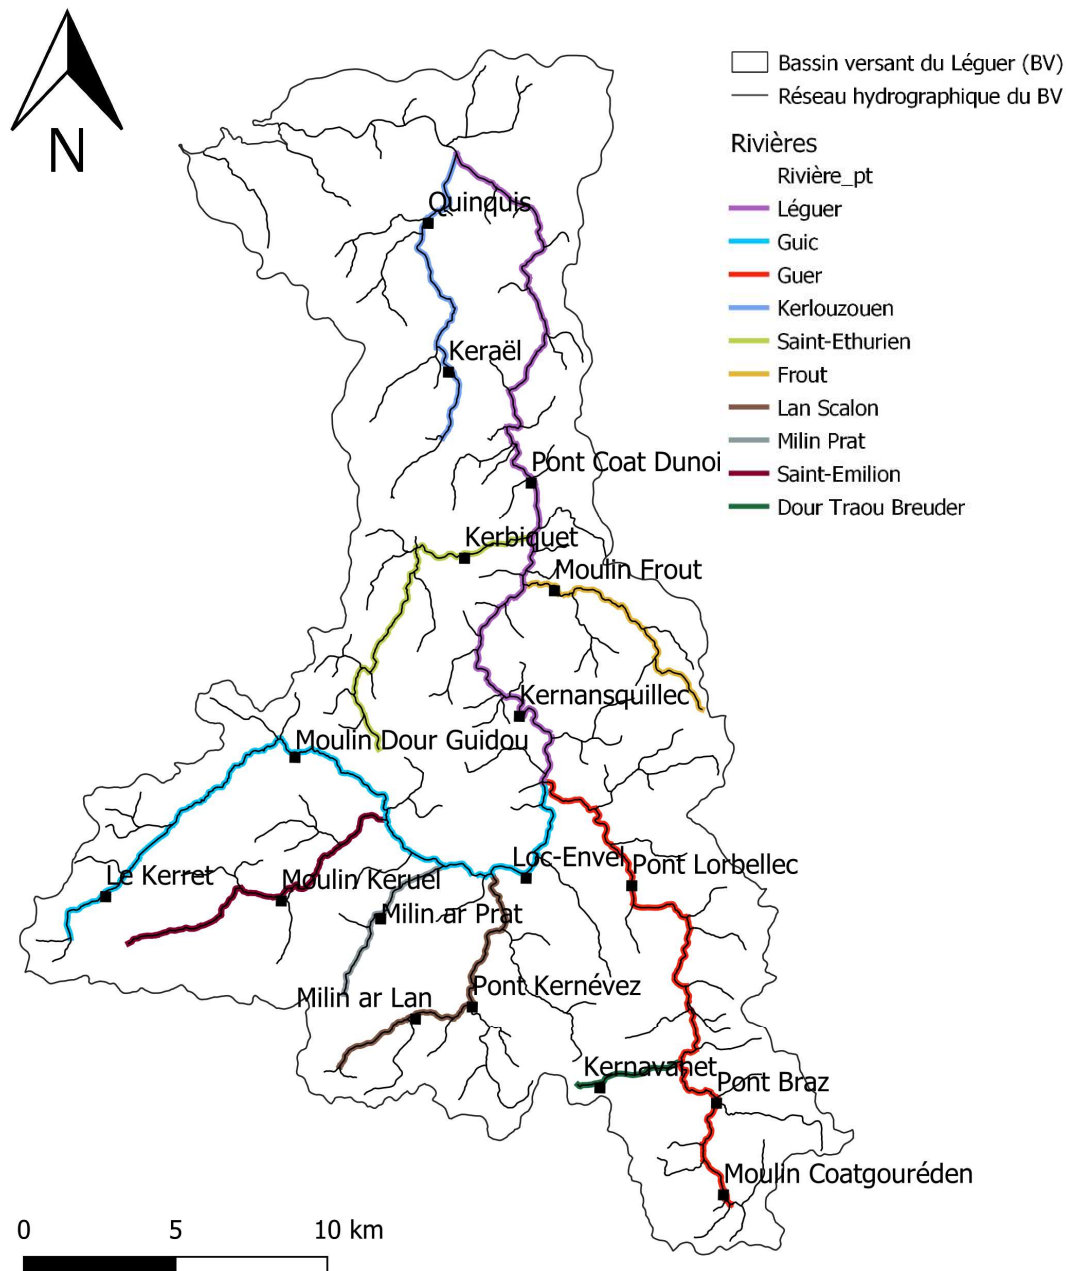 N
Bassin versant du Léguer (BV)
Réseau hydrographique du BV
Rivières
Rivière_pt
Léguer
Guic
Guer
Kerlouzouen
Saint-Ethurien
Frout
Lan Scalon
Milin Prat
Saint-Emilion
Dour Traou Breuder
Quinquis
Keraël
Pont Coat Dunoi
Kerbiquet
Moulin Frout
Kernansquillec
Moulin Dour Guidou
Loc-Envel
Pont Lorbellec
Le Kerret
Moulin Keruel
Milin ar Prat
Pont Kernévez
Milin ar Lan
Kernavanet
Pont Braz
Moulin Coatgouréden
0 5 10 km